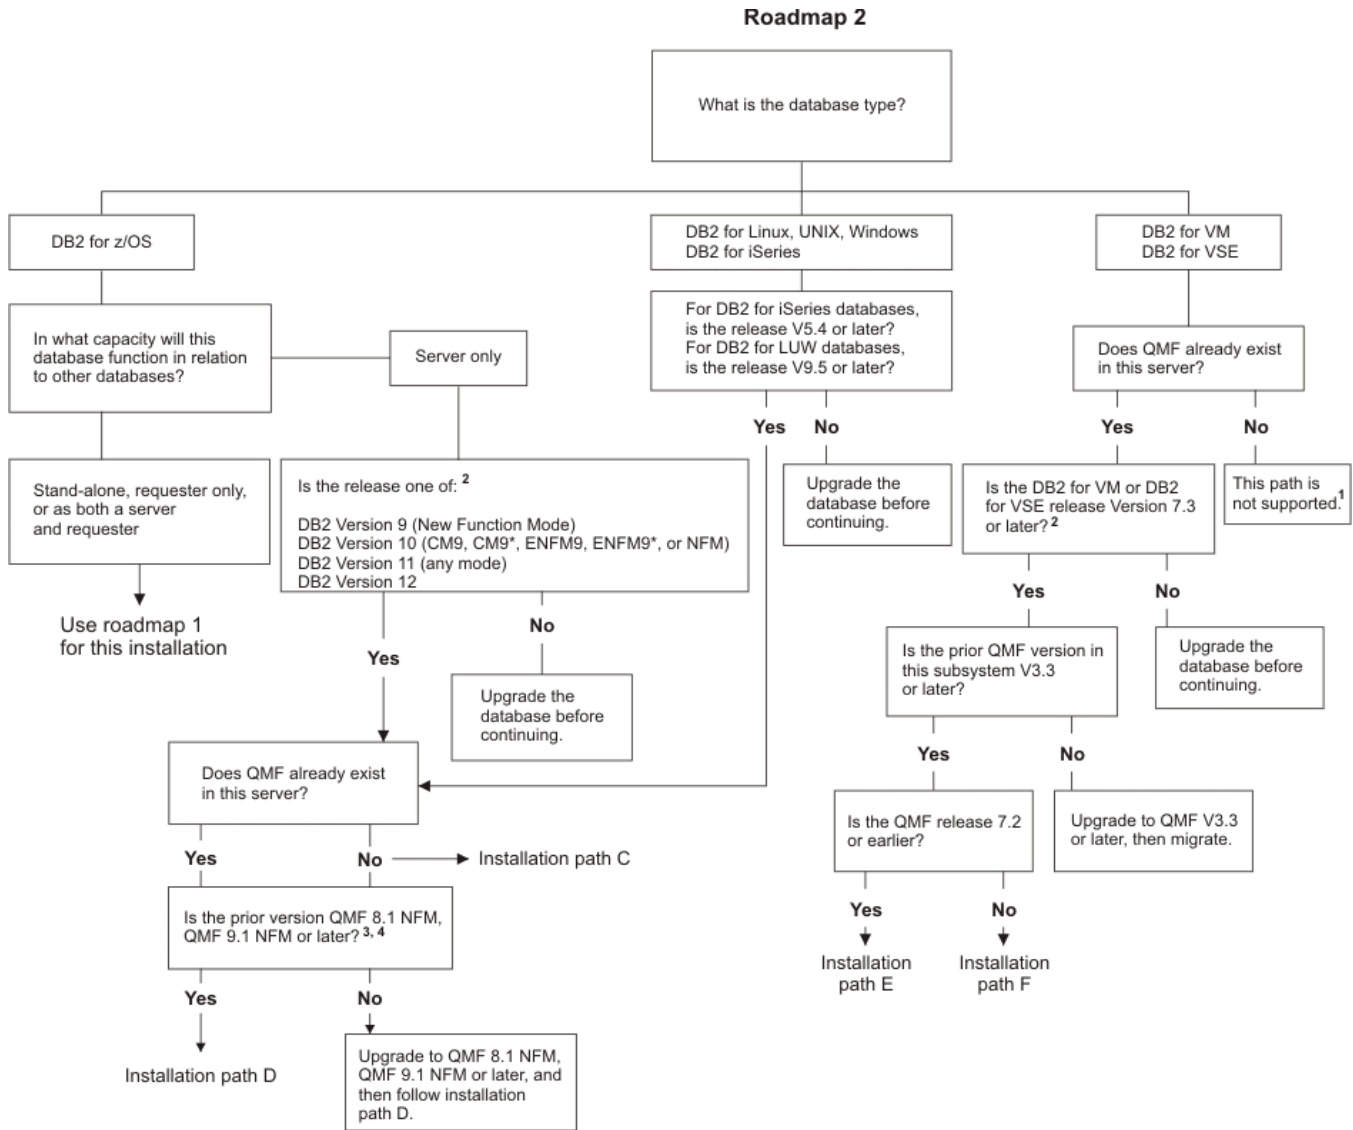 Roadmap 2
What is the database type?
DB2 for z/OS
DB2 for Linux, UNIX, Windows
DB2 for iSeries
DB2 for VM
DB2 for VSE
In what capacity will this
database function in relation
to other databases?
Server only
For DB2 for iSeries databases,
is the release V5.4 or later?
For DB2 for LUW databases,
is the release V9.5 or later?
Does QMF already exist
in this server?
Yes No
Yes No
Stand-alone, requester only,
or as both a server
and requester
Is the release one of: 2
DB2 Version 9 (New Function Mode)
DB2 Version 10 (CM9, CM9*, ENFM9, ENFM9*, or NFM)
DB2 Version 11 (any mode)
DB2 Version 12
Upgrade the
database before
continuing.
Is the DB2 for VM or DB2
for VSE release Version 7.3
or later? 2
This path is
not supported. 1
Use roadmap 1
for this installation
Yes
No
Yes No
Upgrade the
database before
continuing.
Is the prior QMF version in
this subsystem V3.3
or later?
Upgrade the
database before
continuing.
Does QMF already exist
in this server?
Yes No
Yes
No
Installation path C
Is the QMF release 7.2
or earlier?
Upgrade to QMF V3.3
or later, then migrate.
Is the prior version QMF 8.1 NFM,
QMF 9.1 NFM or later? 3, 4
Yes No
Installation
path E
Installation
path F
Yes No
Installation path D
Upgrade to QMF 8.1 NFM,
QMF 9.1 NFM or later, and
then follow installation
path D.